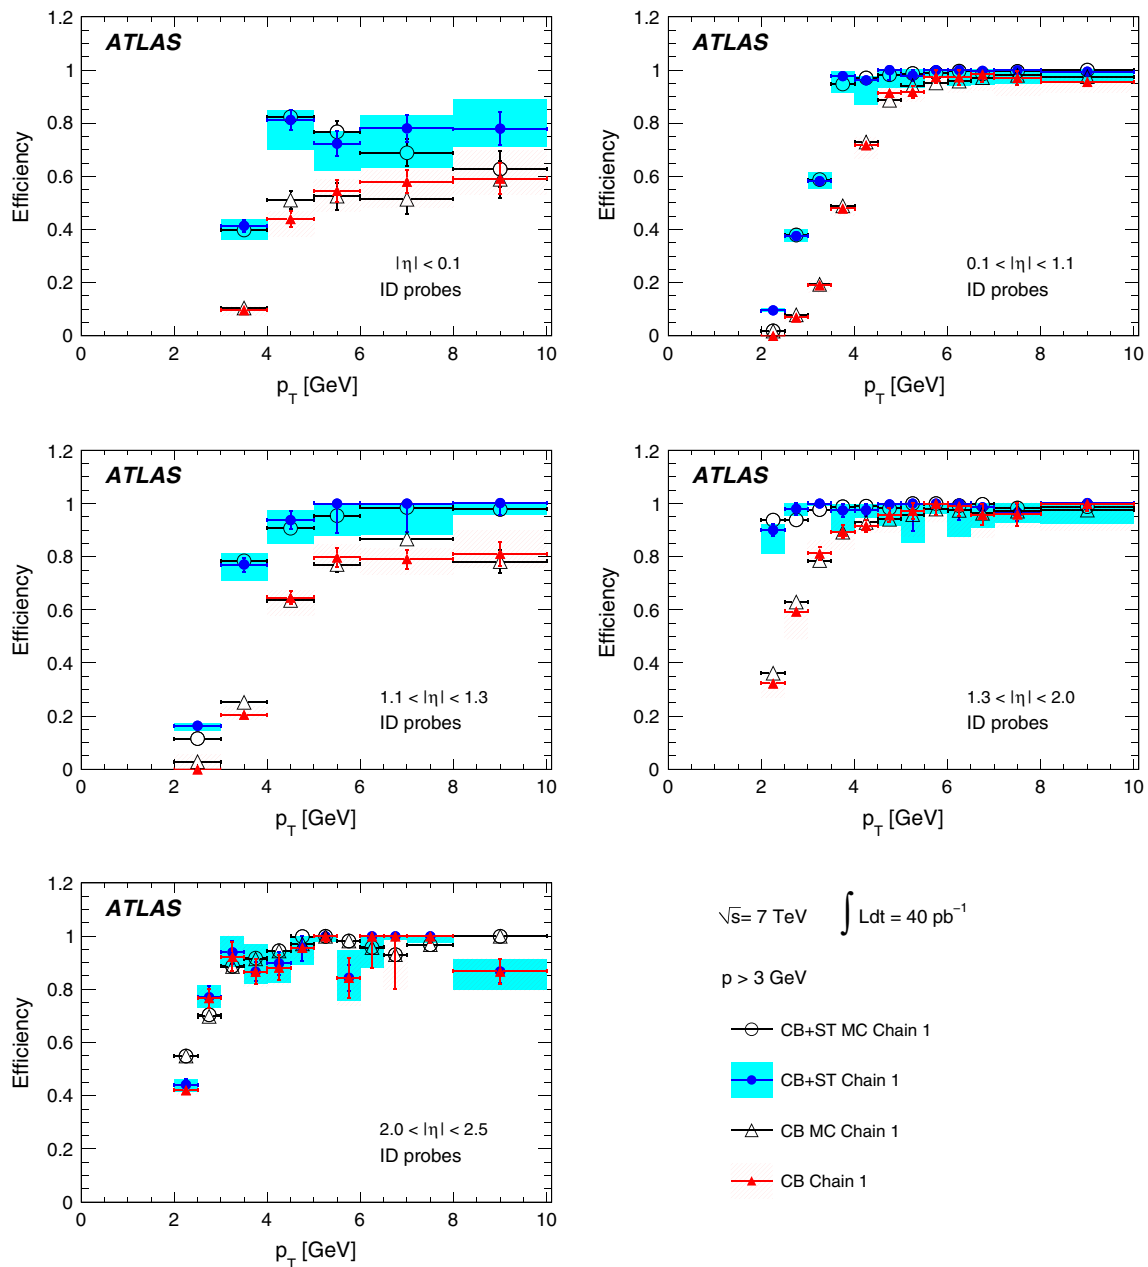 ATLAS
Efficiency
1.2
1
0.8
0.6
0.4
0.2
0
|η| < 0.1
ID probes
0 2 4 6 8 10
p_T [GeV]
ATLAS
Efficiency
1.2
1
0.8
0.6
0.4
0.2
0
0.1 < |η| < 1.1
ID probes
0 2 4 6 8 10
p_T [GeV]
ATLAS
Efficiency
1.2
1
0.8
0.6
0.4
0.2
0
1.1 < |η| < 1.3
ID probes
0 2 4 6 8 10
p_T [GeV]
ATLAS
Efficiency
1.2
1
0.8
0.6
0.4
0.2
0
1.3 < |η| < 2.0
ID probes
0 2 4 6 8 10
p_T [GeV]
ATLAS
Efficiency
1.2
1
0.8
0.6
0.4
0.2
0
2.0 < |η| < 2.5
ID probes
0 2 4 6 8 10
p_T [GeV]
√s= 7 TeV ∫ Ldt = 40 pb⁻¹
p > 3 GeV
CB+ST MC Chain 1
CB+ST Chain 1
CB MC Chain 1
CB Chain 1